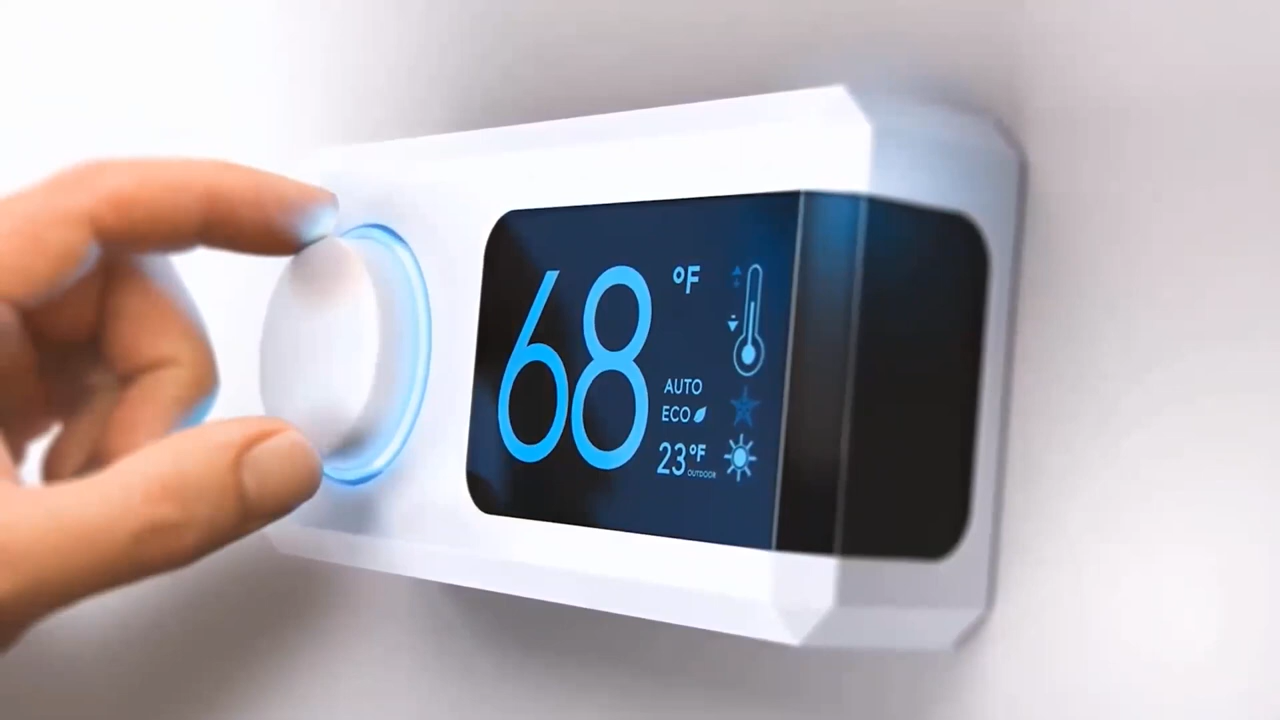 68 °F
AUTO
ECO
23 °F
OUTDOOR